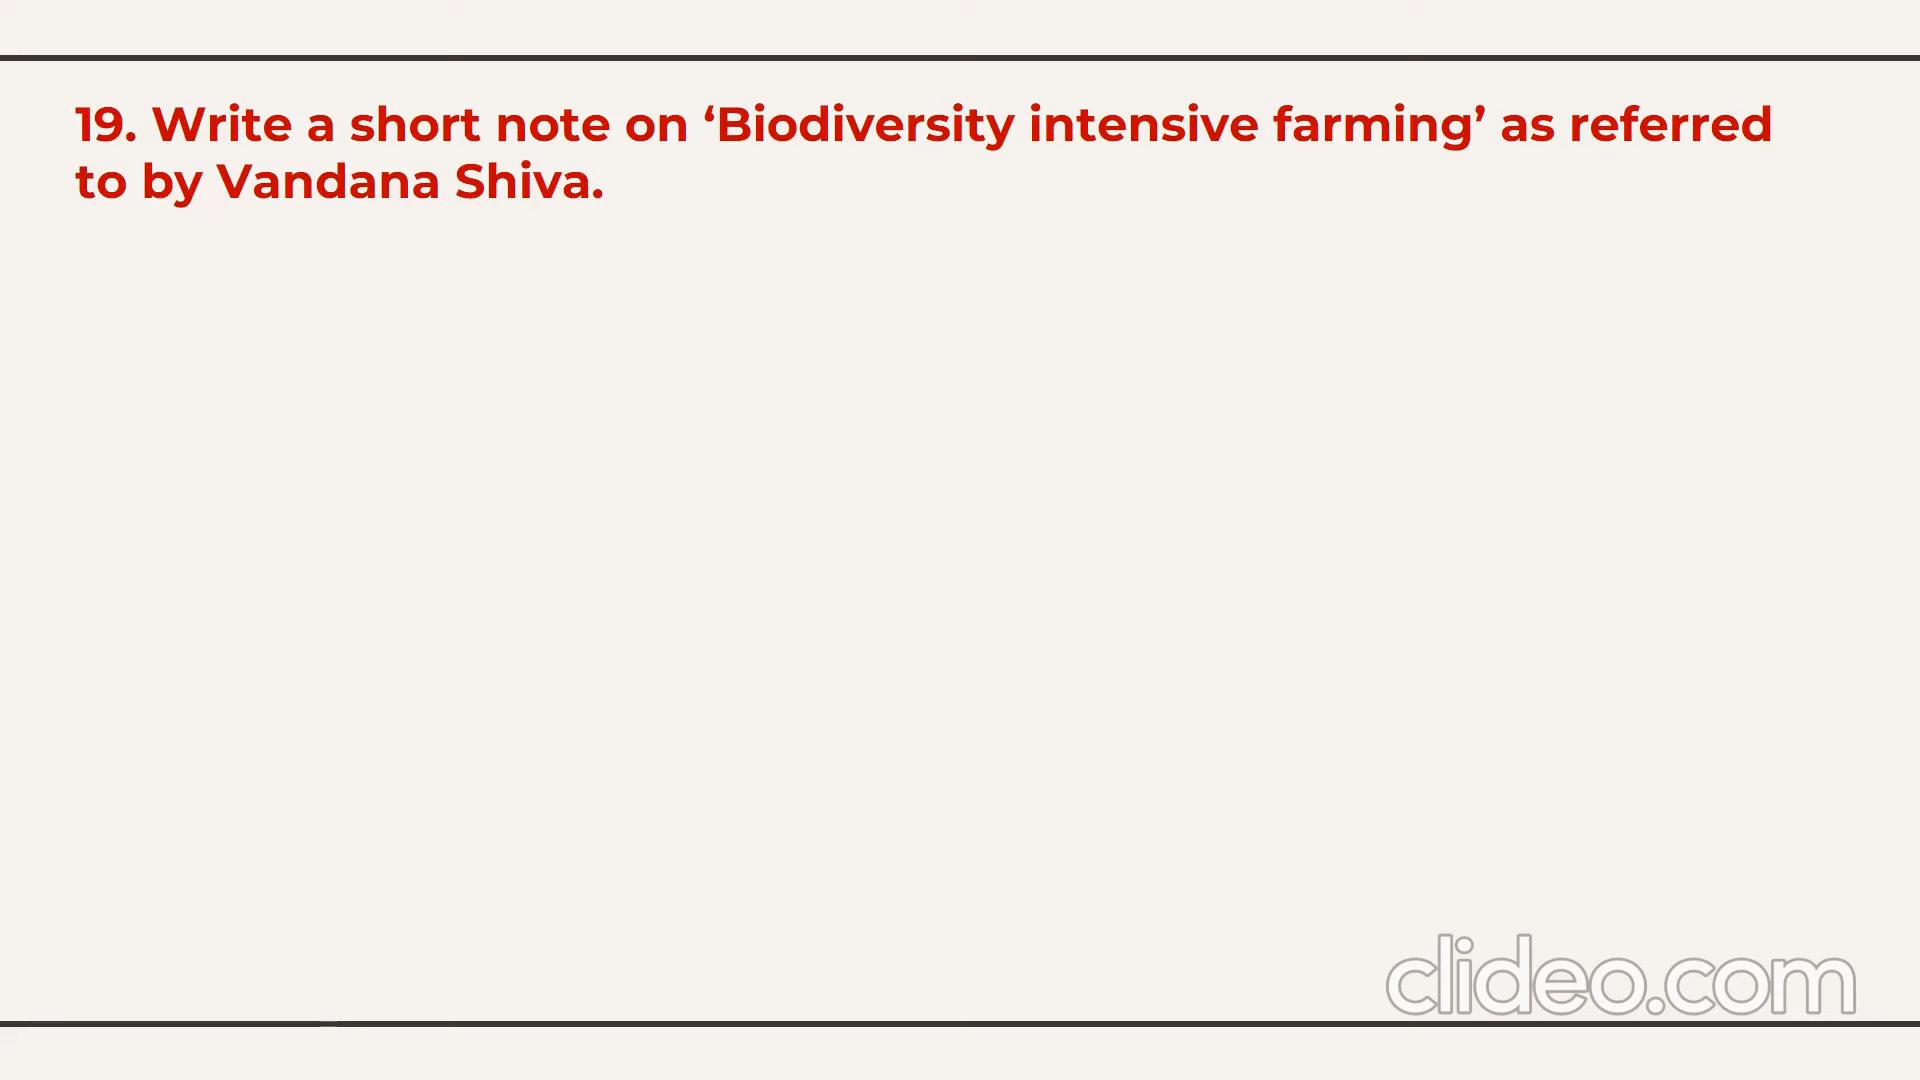 19. Write a short note on ‘Biodiversity intensive farming’ as referred
to by Vandana Shiva.
clideo.com